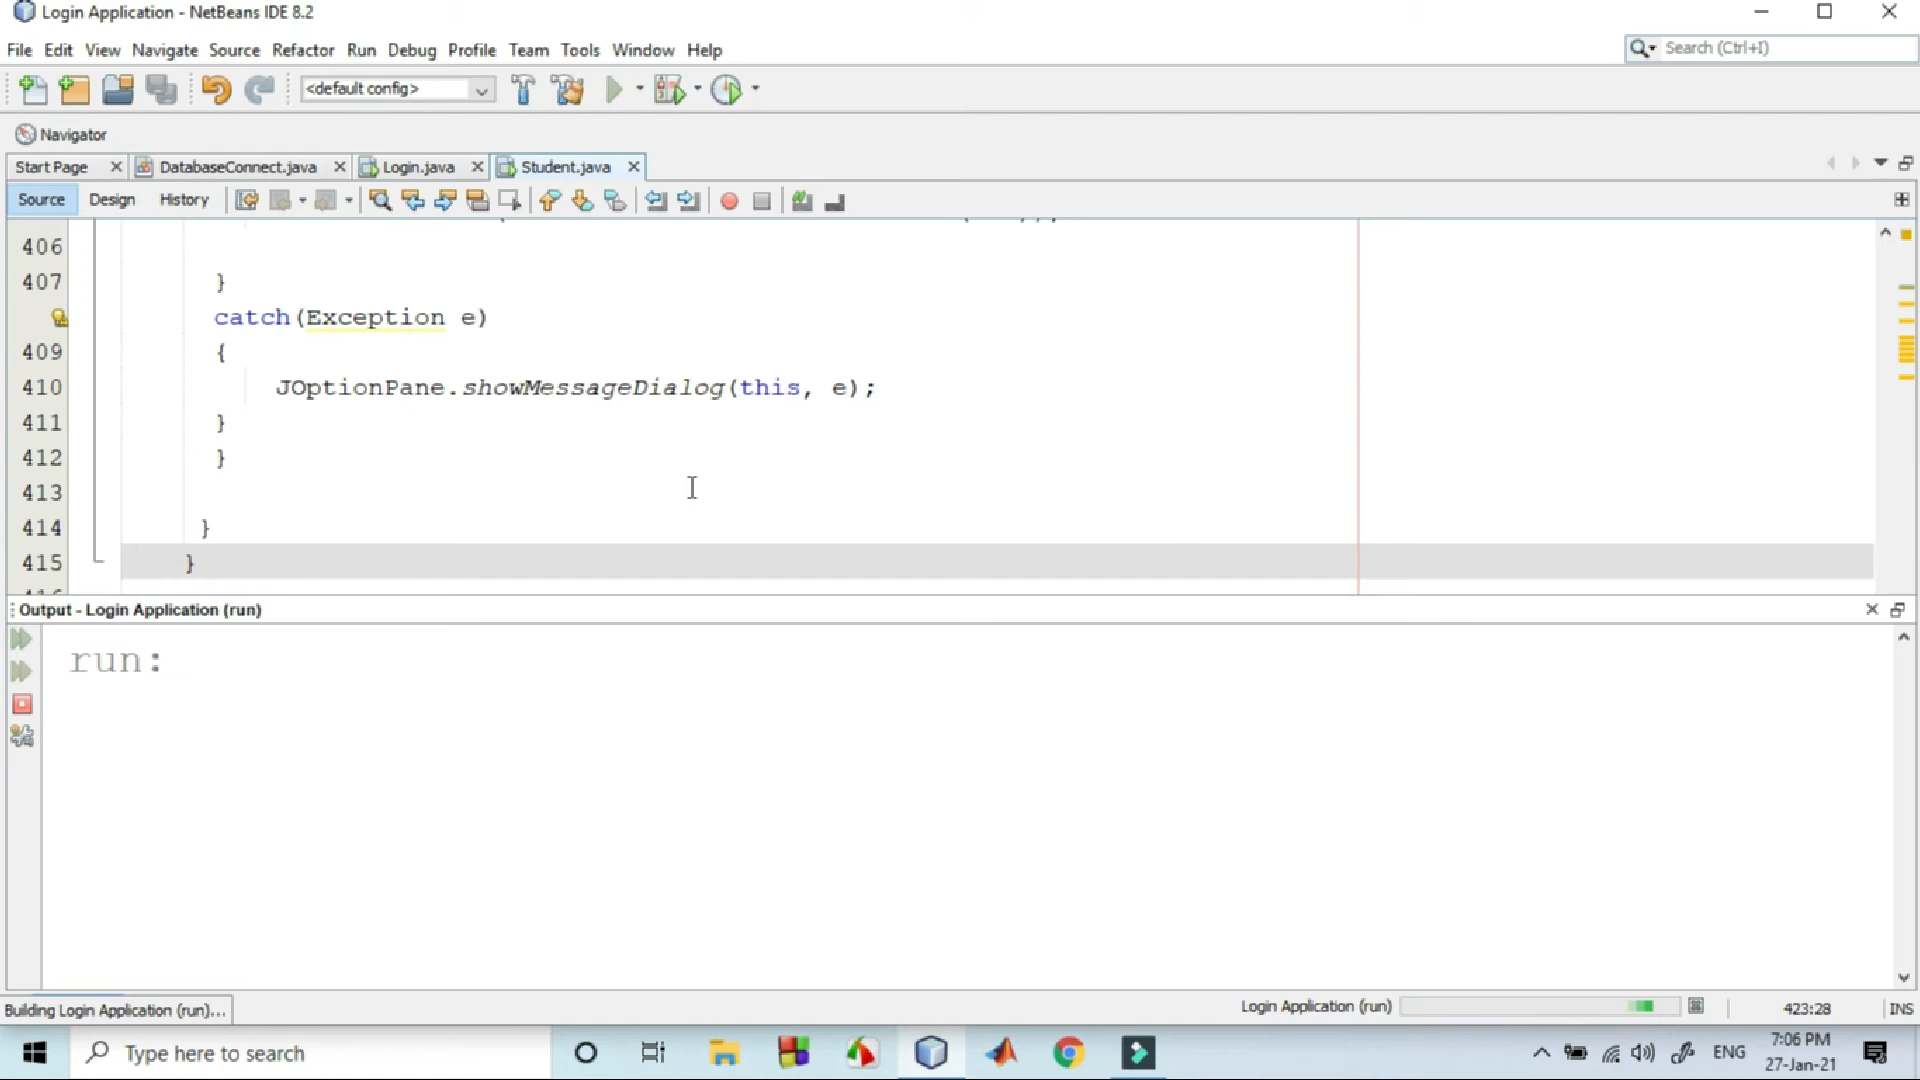 Login Application - NetBeans IDE 8.2
File Edit View Navigate Source Refactor Run Debug Profile Team Tools Window Help
Search (Ctrl+I)
<default config>
Navigator
Start Page DatabaseConnect.java Login.java Student.java
Source Design History
406
407 }
catch(Exception e)
409 {
410 JOptionPane.showMessageDialog(this, e);
411 }
412 }
413
414 }
415 }
Output - Login Application (run)
run:
Building Login Application (run)...
Login Application (run)
423:28
INS
Type here to search
ENG
7:06 PM
27-Jan-21